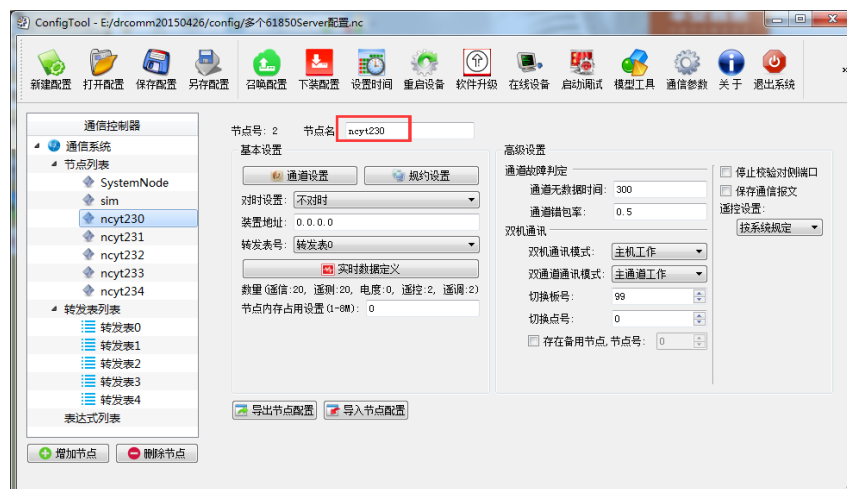 ConfigTool - E:/drcomm20150426/config/多个61850Server配置.nc
新建配置 打开配置 保存配置 另存配置 召唤配置 下装配置 设置时间 重启设备 软件升级 在线设备 启动调试 模型工具 通信参数 关于 退出系统 »
通信控制器
通信系统
节点列表
SystemNode
sim
ncyt230
ncyt231
ncyt232
ncyt233
ncyt234
转发表列表
转发表0
转发表1
转发表2
转发表3
转发表4
表达式列表
增加节点 删除节点
节点号: 2 节点名 ncyt230
基本设置
通道设置 规约设置
对时设置: 不对时
装置地址: 0.0.0.0
转发表号: 转发表0
实时数据定义
数量(遥信:20, 遥测:20, 电度:0, 遥控:2, 遥调:2)
节点内存占用设置(1-8M): 0
导出节点配置 导入节点配置
高级设置
通道故障判定
通道无数据时间: 300
通道错包率: 0.5
双机通讯
双机通讯模式: 主机工作
双通道通讯模式: 主通道工作
切换板号: 99
切换点号: 0
存在备用节点,节点号: 0
停止校验对侧端口
保存通信报文
遥控设置:
按系统规定